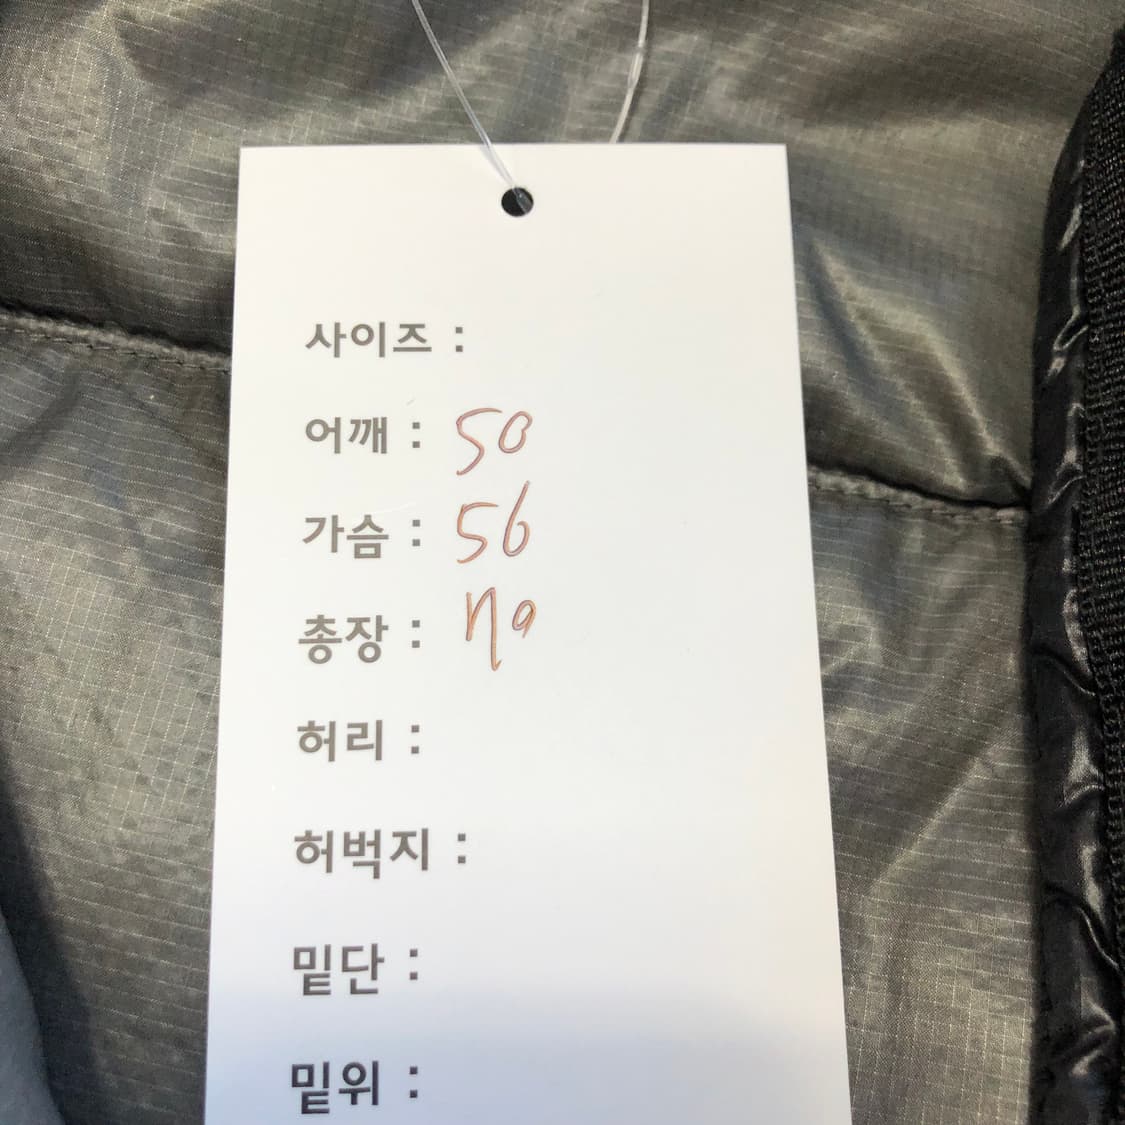 사이즈 :
어깨 : 50
가슴 : 56
총장 : 70
허리 :
허벅지 :
밑단 :
밑위 :